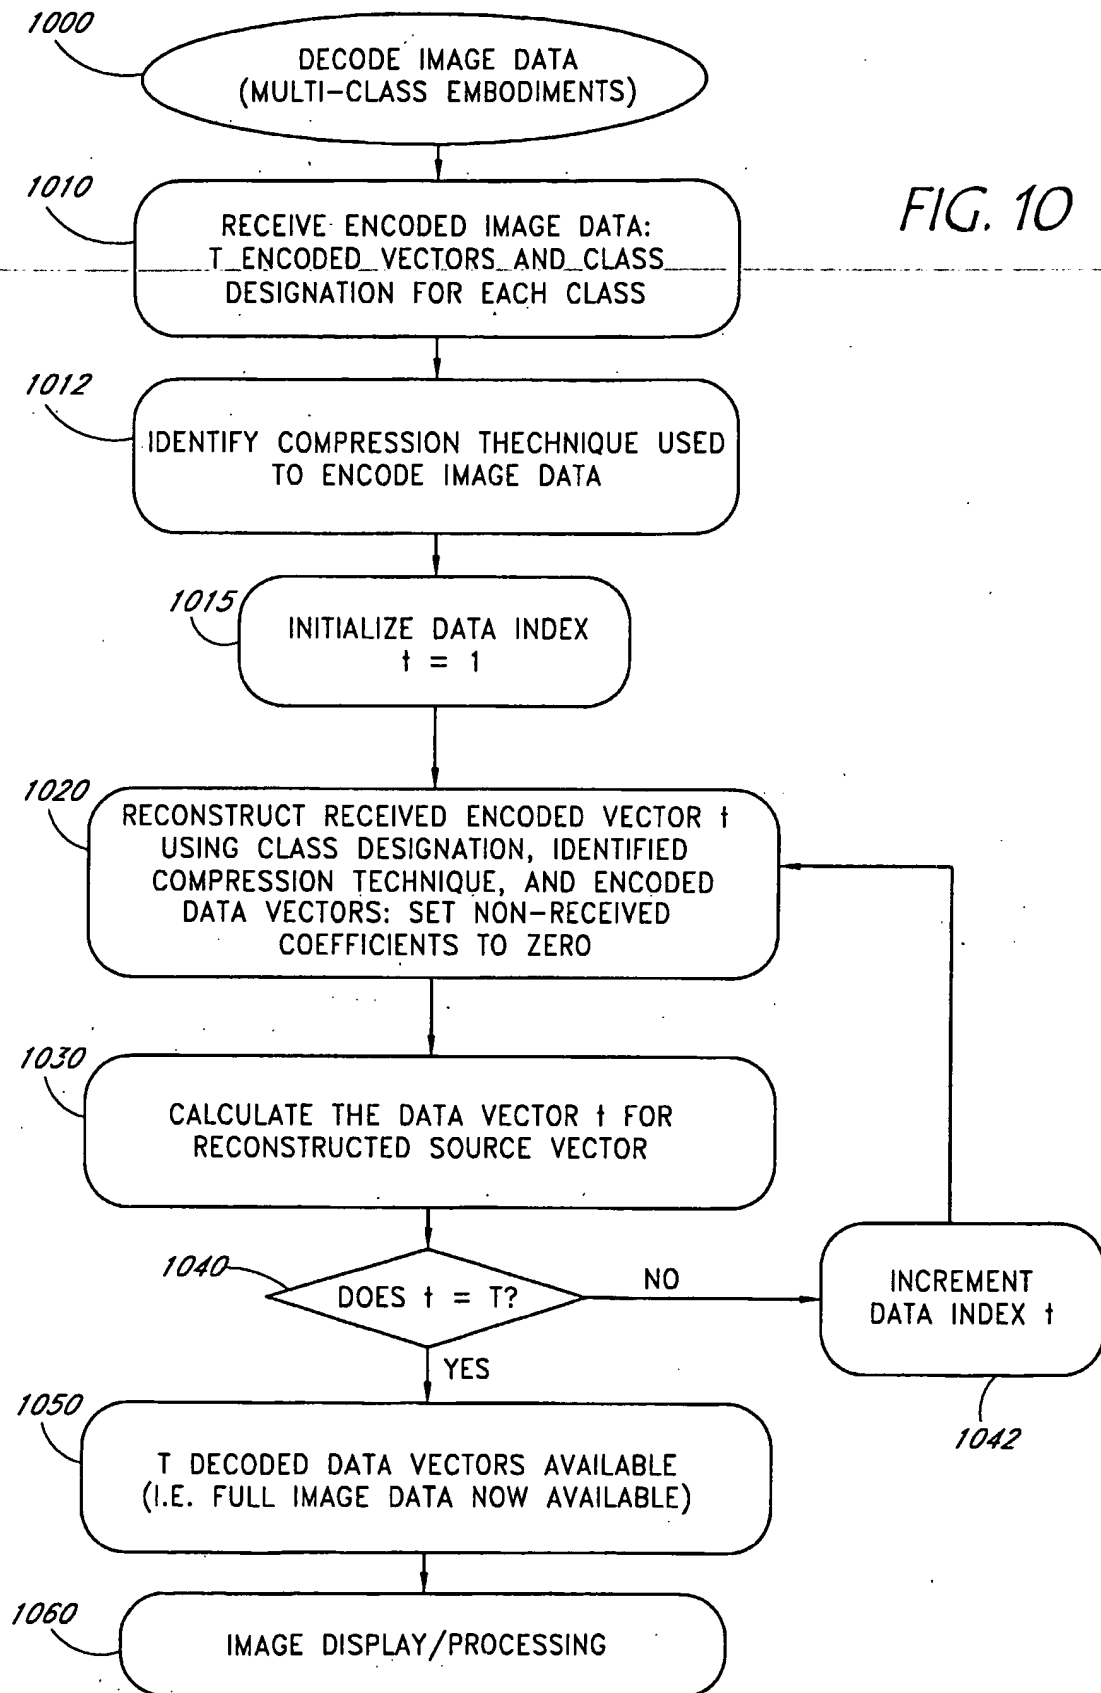 1000
DECODE IMAGE DATA
(MULTI-CLASS EMBODIMENTS)
FIG. 10
1010
RECEIVE ENCODED IMAGE DATA:
T ENCODED VECTORS AND CLASS
DESIGNATION FOR EACH CLASS
1012
IDENTIFY COMPRESSION THECHNIQUE USED
TO ENCODE IMAGE DATA
1015
INITIALIZE DATA INDEX
t = 1
1020
RECONSTRUCT RECEIVED ENCODED VECTOR t
USING CLASS DESIGNATION, IDENTIFIED
COMPRESSION TECHNIQUE, AND ENCODED
DATA VECTORS: SET NON-RECEIVED
COEFFICIENTS TO ZERO
1030
CALCULATE THE DATA VECTOR t FOR
RECONSTRUCTED SOURCE VECTOR
1040
DOES t = T?
NO
INCREMENT
DATA INDEX t
1042
YES
1050
T DECODED DATA VECTORS AVAILABLE
(I.E. FULL IMAGE DATA NOW AVAILABLE)
1060
IMAGE DISPLAY/PROCESSING